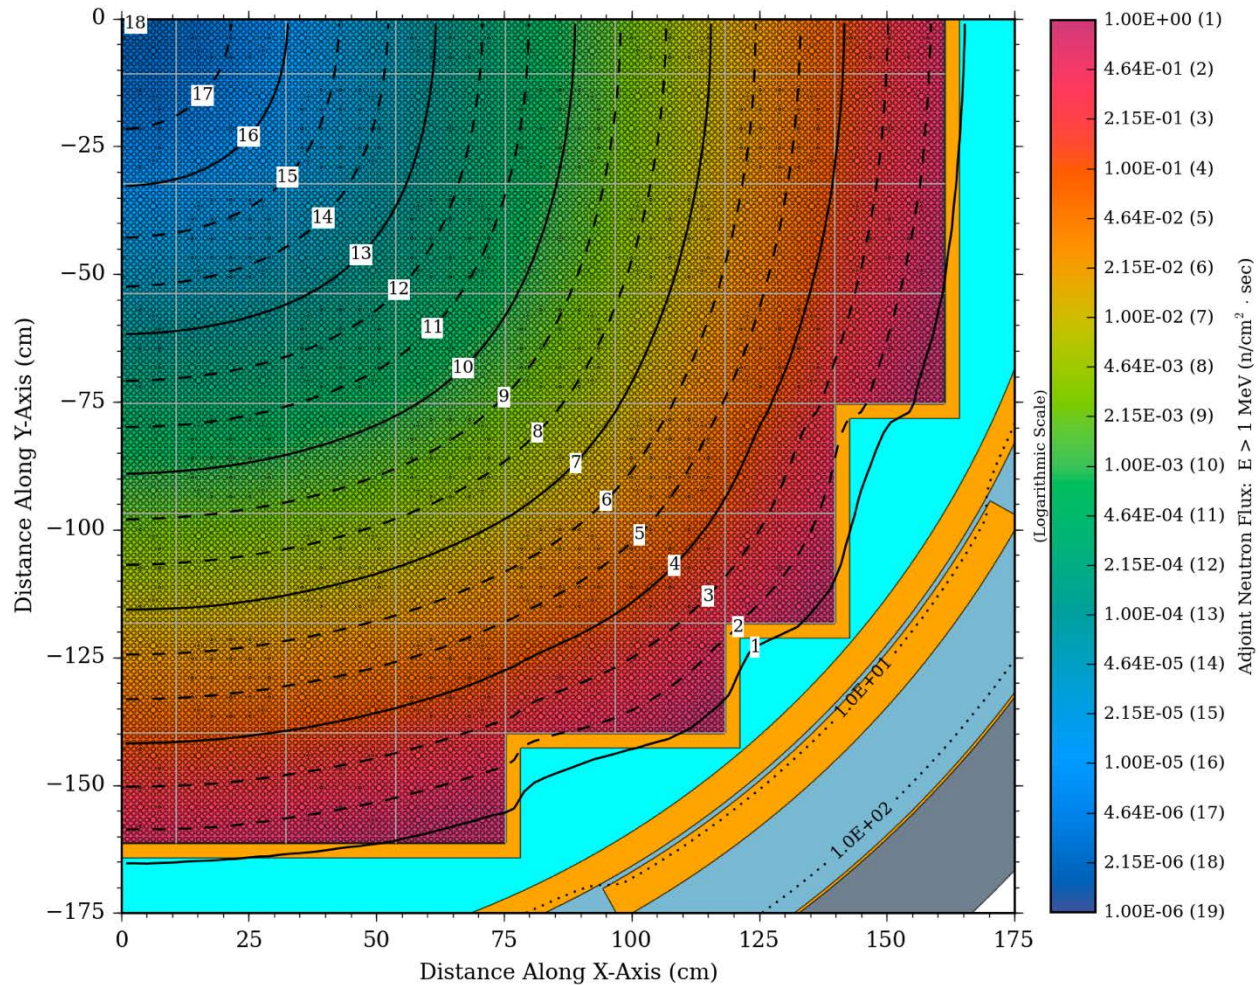 0
−25
−50
−75
−100
−125
−150
−175
Distance Along Y-Axis (cm)
0
25
50
75
100
125
150
175
Distance Along X-Axis (cm)
18
17
16
15
14
13
12
11
10
9
8
7
6
5
4
3
2
1
1.0E+01
1.0E+02
(Logarithmic Scale)
1.00E+00 (1)
4.64E-01 (2)
2.15E-01 (3)
1.00E-01 (4)
4.64E-02 (5)
2.15E-02 (6)
1.00E-02 (7)
4.64E-03 (8)
2.15E-03 (9)
1.00E-03 (10)
4.64E-04 (11)
2.15E-04 (12)
1.00E-04 (13)
4.64E-05 (14)
2.15E-05 (15)
1.00E-05 (16)
4.64E-06 (17)
2.15E-06 (18)
1.00E-06 (19)
Adjoint Neutron Flux: E > 1 MeV (n/cm² · sec)